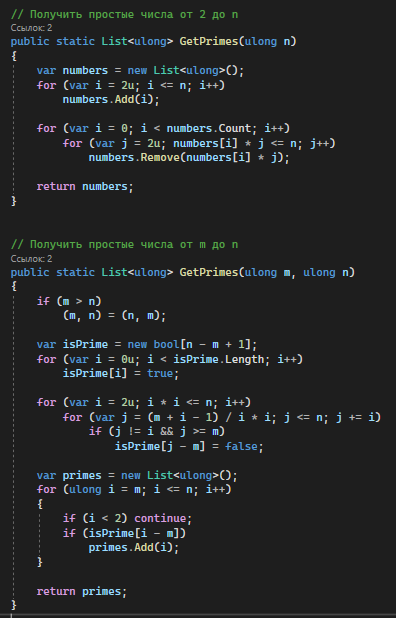 // Получить простые числа от 2 до n
Ссылок: 2
public static List<ulong> GetPrimes(ulong n)
{
    var numbers = new List<ulong>();
    for (var i = 2u; i <= n; i++)
        numbers.Add(i);

    for (var i = 0; i < numbers.Count; i++)
        for (var j = 2u; numbers[i] * j <= n; j++)
            numbers.Remove(numbers[i] * j);

    return numbers;
}

// Получить простые числа от m до n
Ссылок: 2
public static List<ulong> GetPrimes(ulong m, ulong n)
{
    if (m > n)
        (m, n) = (n, m);

    var isPrime = new bool[n - m + 1];
    for (var i = 0u; i < isPrime.Length; i++)
        isPrime[i] = true;

    for (var i = 2u; i * i <= n; i++)
        for (var j = (m + i - 1) / i * i; j <= n; j += i)
            if (j != i && j >= m)
                isPrime[j - m] = false;

    var primes = new List<ulong>();
    for (ulong i = m; i <= n; i++)
    {
        if (i < 2) continue;
        if (isPrime[i - m])
            primes.Add(i);
    }

    return primes;
}